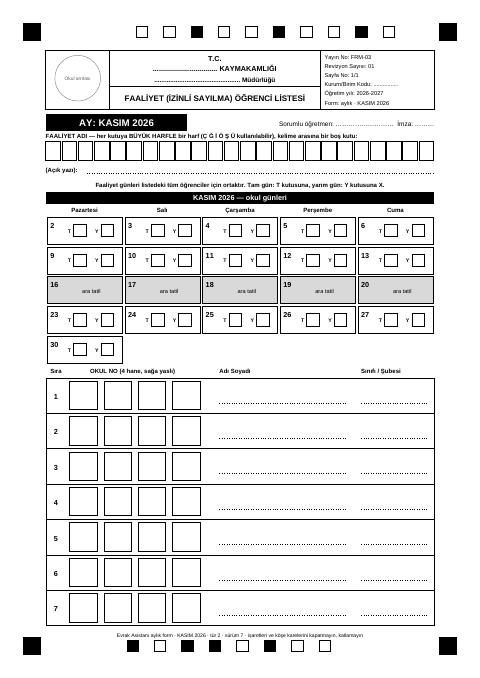 Okul arması
T.C.
................................ KAYMAKAMLIĞI
........................................... Müdürlüğü
FAALİYET (İZİNLİ SAYILMA) ÖĞRENCİ LİSTESİ
Yayın No: FRM-03
Revizyon Sayısı: 01
Sayfa No: 1/1
Kurum/Birim Kodu: ................
Öğretim yılı: 2026-2027
Form: aylık · KASIM 2026
AY: KASIM 2026
Sorumlu öğretmen: ................................ İmza: ..........
FAALİYET ADI — her kutuya BÜYÜK HARFLE bir harf (Ç Ğ İ Ö Ş Ü kullanılabilir), kelime arasına bir boş kutu:
(Açık yazı):
Faaliyet günleri listedeki tüm öğrenciler için ortaktır. Tam gün: T kutusuna, yarım gün: Y kutusuna X.
KASIM 2026 — okul günleri
Pazartesi Salı Çarşamba Perşembe Cuma
2 T Y 3 T Y 4 T Y 5 T Y 6 T Y
9 T Y 10 T Y 11 T Y 12 T Y 13 T Y
16 ara tatil 17 ara tatil 18 ara tatil 19 ara tatil 20 ara tatil
23 T Y 24 T Y 25 T Y 26 T Y 27 T Y
30 T Y
Sıra OKUL NO (4 hane, sağa yaslı) Adı Soyadı Sınıfı / Şubesi
1
2
3
4
5
6
7
Evrak Asistanı aylık form · KASIM 2026 · tür 2 · sürüm 7 · işaretleri ve köşe karelerini kapatmayın, katlamayın